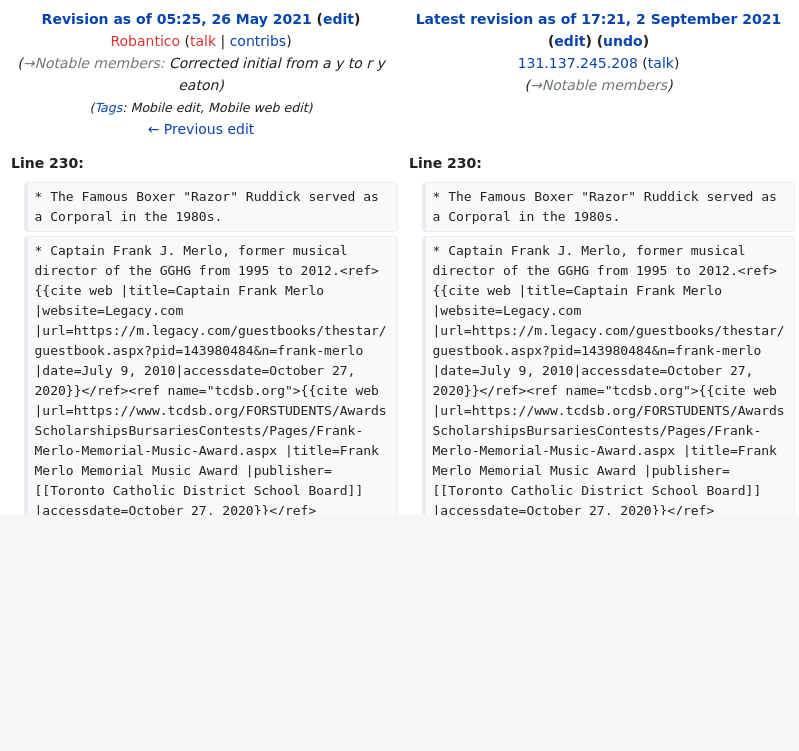 Revision as of 05:25, 26 May 2021 (edit)
Robantico (talk | contribs)
(→Notable members: Corrected initial from a y to r y
eaton)
(Tags: Mobile edit, Mobile web edit)
← Previous edit
Latest revision as of 17:21, 2 September 2021
(edit) (undo)
131.137.245.208 (talk)
(→Notable members)
Line 230:
* The Famous Boxer "Razor" Ruddick served as
a Corporal in the 1980s.
* Captain Frank J. Merlo, former musical
director of the GGHG from 1995 to 2012.<ref>
{{cite web |title=Captain Frank Merlo
|website=Legacy.com
|url=https://m.legacy.com/guestbooks/thestar/
guestbook.aspx?pid=143980484&n=frank-merlo
|date=July 9, 2010|accessdate=October 27,
2020}}</ref><ref name="tcdsb.org">{{cite web
|url=https://www.tcdsb.org/FORSTUDENTS/Awards
ScholarshipsBursariesContests/Pages/Frank-
Merlo-Memorial-Music-Award.aspx |title=Frank
Merlo Memorial Music Award |publisher=
[[Toronto Catholic District School Board]]
|accessdate=October 27, 2020}}</ref>
Line 230:
* The Famous Boxer "Razor" Ruddick served as
a Corporal in the 1980s.
* Captain Frank J. Merlo, former musical
director of the GGHG from 1995 to 2012.<ref>
{{cite web |title=Captain Frank Merlo
|website=Legacy.com
|url=https://m.legacy.com/guestbooks/thestar/
guestbook.aspx?pid=143980484&n=frank-merlo
|date=July 9, 2010|accessdate=October 27,
2020}}</ref><ref name="tcdsb.org">{{cite web
|url=https://www.tcdsb.org/FORSTUDENTS/Awards
ScholarshipsBursariesContests/Pages/Frank-
Merlo-Memorial-Music-Award.aspx |title=Frank
Merlo Memorial Music Award |publisher=
[[Toronto Catholic District School Board]]
|accessdate=October 27, 2020}}</ref>